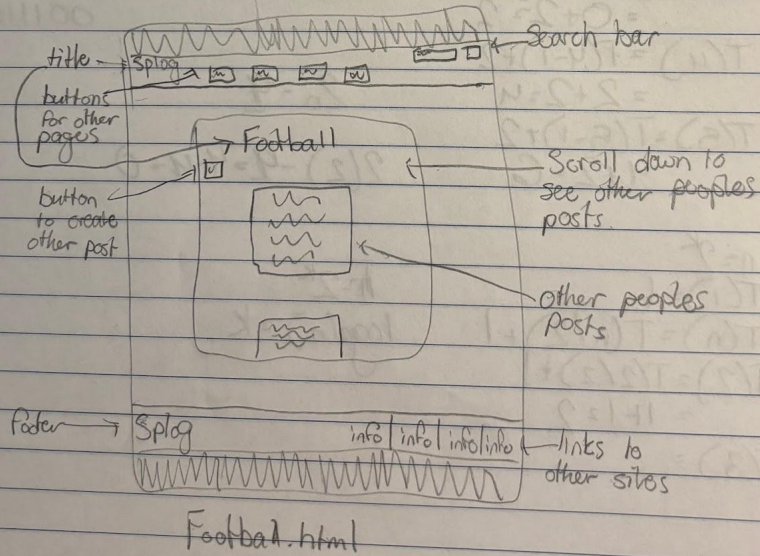 Search bar
title
Splog
buttons
for other
pages
Football
button
to create
other post
Scroll down to
see other peoples
posts.
other peoples
posts
footer
Splog
info | info | info | info
links to
other sites
Football.html